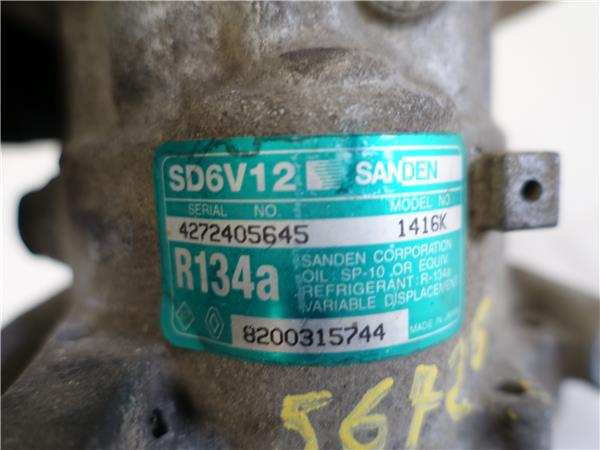 SD6V12 SANDEN
SERIAL NO. MODEL NO.
4272405645 1416K
R134a
SANDEN CORPORATION
OIL: SP-10 OR EQUIV.
REFRIGERANT: R-134a
VARIABLE DISPLACEMENT
8200315744
MADE IN JAPAN